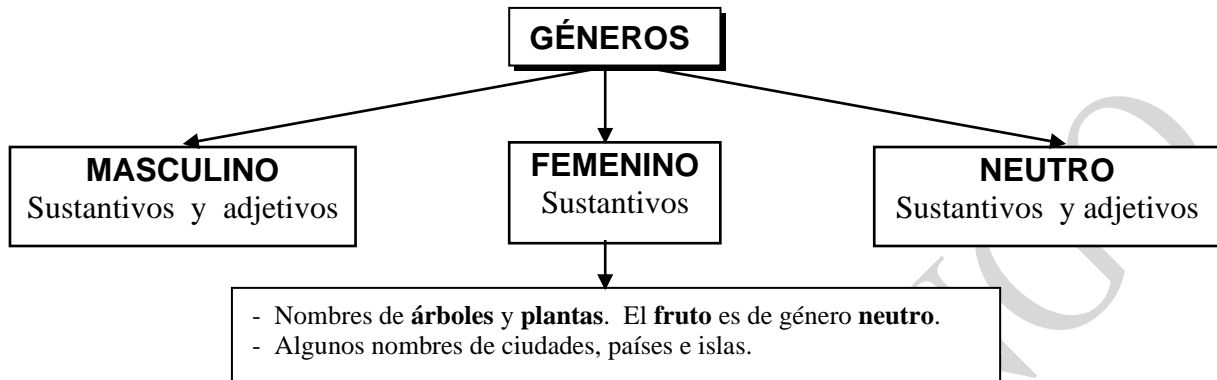 GÉNEROS
MASCULINO
Sustantivos y adjetivos
FEMENINO
Sustantivos
NEUTRO
Sustantivos y adjetivos
- Nombres de árboles y plantas. El fruto es de género neutro.
- Algunos nombres de ciudades, países e islas.